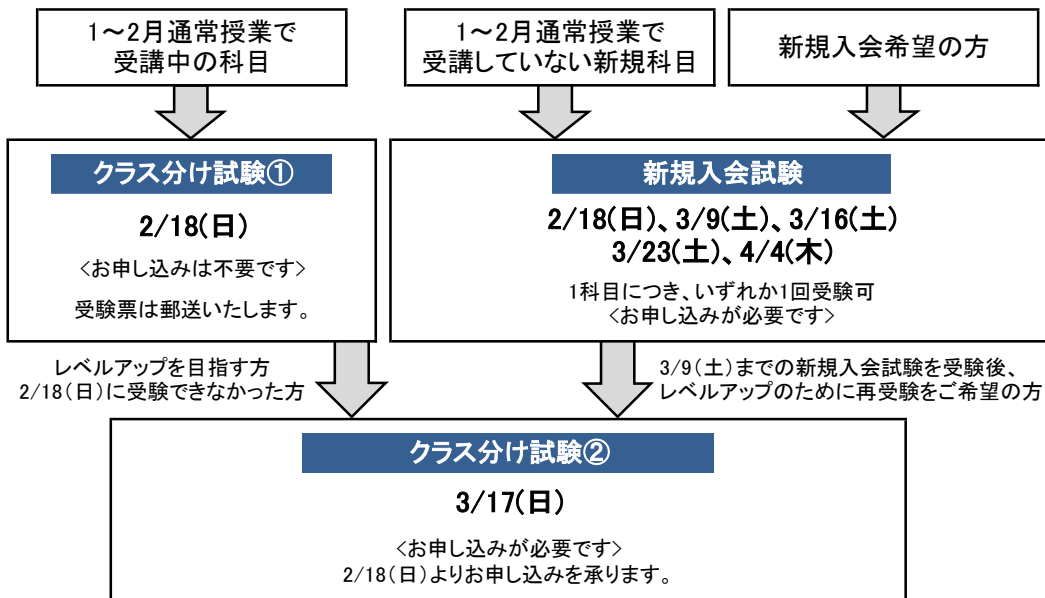 1～2月通常授業で
受講中の科目
1～2月通常授業で
受講していない新規科目
新規入会希望の方
クラス分け試験①
2/18(日)
<お申し込みは不要です>
受験票は郵送いたします。
新規入会試験
2/18(日)、3/9(土)、3/16(土)
3/23(土)、4/4(木)
1科目につき、いずれか1回受験可
<お申し込みが必要です>
レベルアップを目指す方
2/18(日)に受験できなかった方
3/9(土)までの新規入会試験を受験後、
レベルアップのために再受験をご希望の方
クラス分け試験②
3/17(日)
<お申し込みが必要です>
2/18(日)よりお申し込みを承ります。